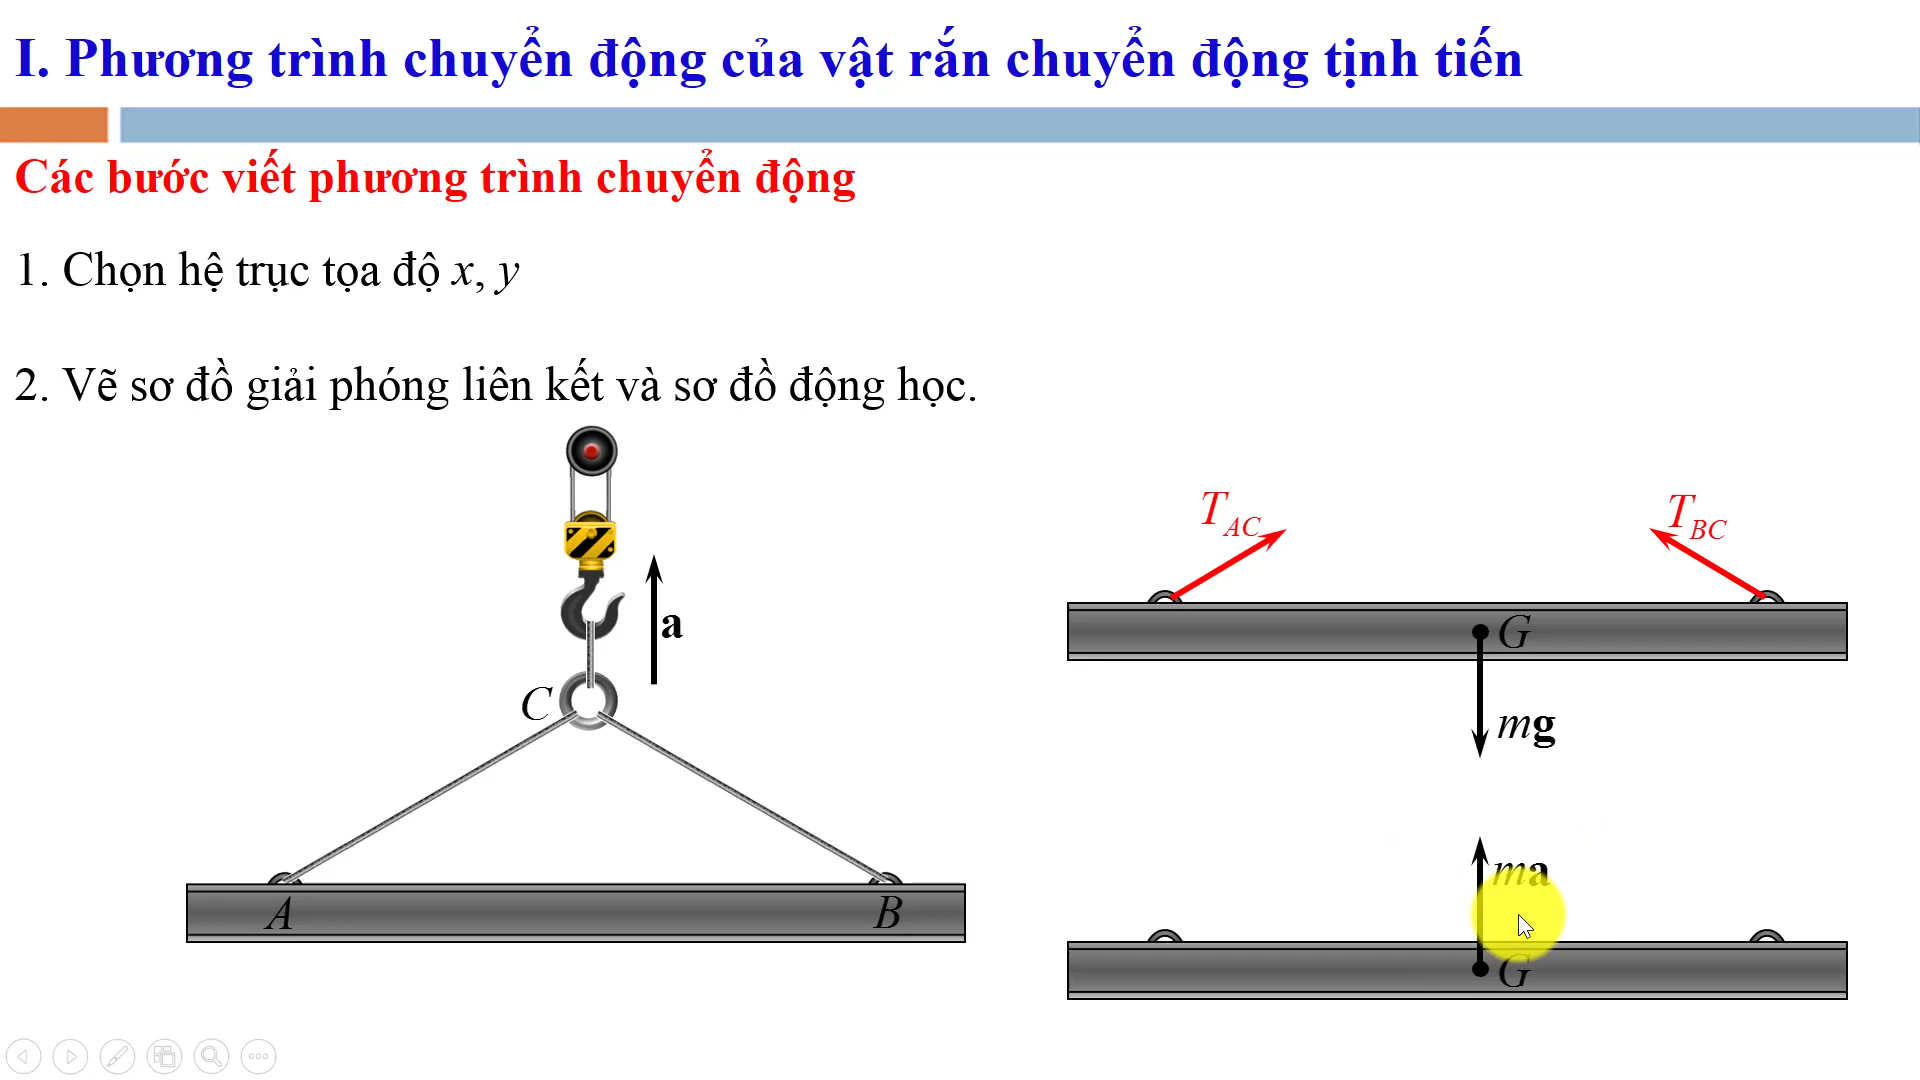 I. Phương trình chuyển động của vật rắn chuyển động tịnh tiến
Các bước viết phương trình chuyển động
1. Chọn hệ trục tọa độ x, y
2. Vẽ sơ đồ giải phóng liên kết và sơ đồ động học.
a
C
A
B
T_AC
T_BC
G
mg
ma
G